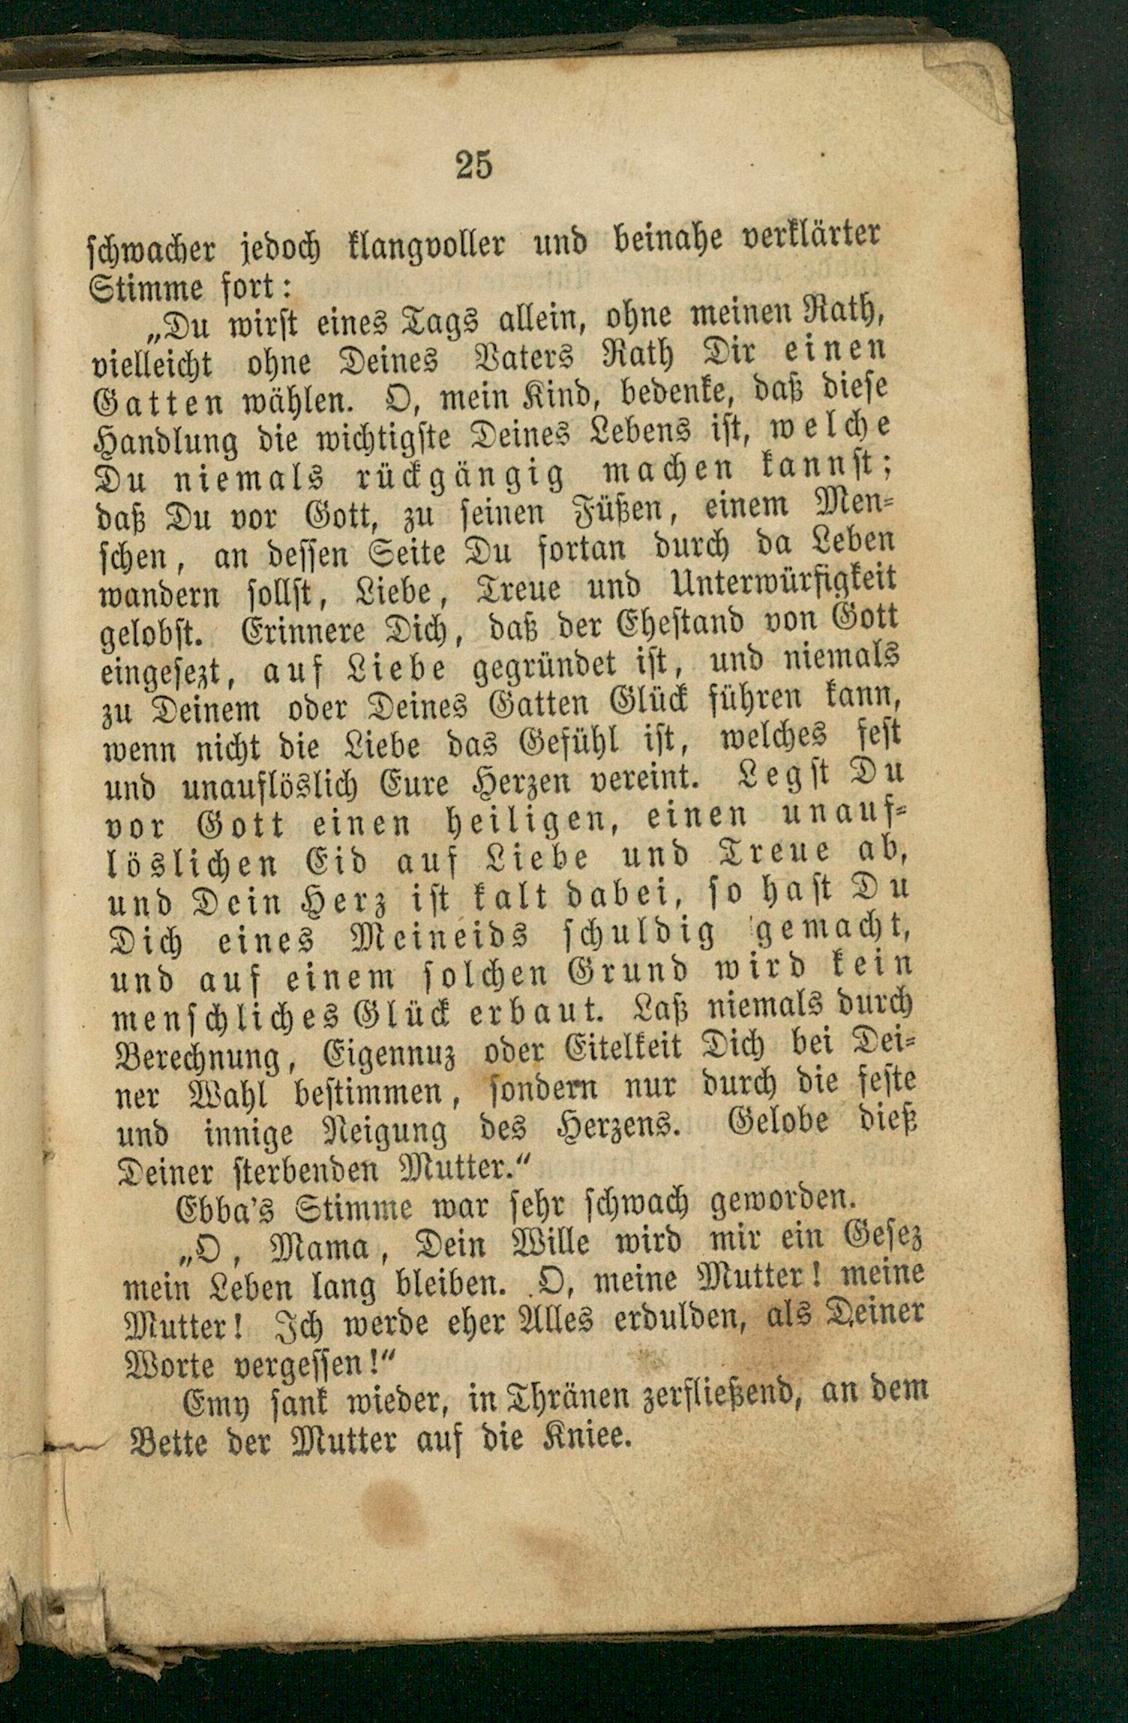 25
schwacher jedoch klangvoller und beinahe verklärter
Stimme fort:
„Du wirst eines Tags allein, ohne meinen Rath,
vielleicht ohne Deines Vaters Rath Dir einen
Gatten wählen. O, mein Kind, bedenke, daß diese
Handlung die wichtigste Deines Lebens ist, welche
Du niemals rückgängig machen kannst;
daß Du vor Gott, zu seinen Füßen, einem Men-
schen, an dessen Seite Du fortan durch da Leben
wandern sollst, Liebe, Treue und Unterwürfigkeit
gelobst. Erinnere Dich, daß der Ehestand von Gott
eingesezt, auf Liebe gegründet ist, und niemals
zu Deinem oder Deines Gatten Glück führen kann,
wenn nicht die Liebe das Gefühl ist, welches fest
und unauflöslich Eure Herzen vereint. Legst Du
vor Gott einen heiligen, einen unauf-
löslichen Eid auf Liebe und Treue ab,
und Dein Herz ist kalt dabei, so hast Du
Dich eines Meineids schuldig gemacht,
und auf einem solchen Grund wird kein
menschliches Glück erbaut. Laß niemals durch
Berechnung, Eigennuz oder Eitelkeit Dich bei Dei-
ner Wahl bestimmen, sondern nur durch die feste
und innige Neigung des Herzens. Gelobe dieß
Deiner sterbenden Mutter.“
Ebba's Stimme war sehr schwach geworden.
„O, Mama, Dein Wille wird mir ein Gesez
mein Leben lang bleiben. O, meine Mutter! meine
Mutter! Ich werde eher Alles erdulden, als Deiner
Worte vergessen!“
Emy sank wieder, in Thränen zerfließend, an dem
Bette der Mutter auf die Kniee.